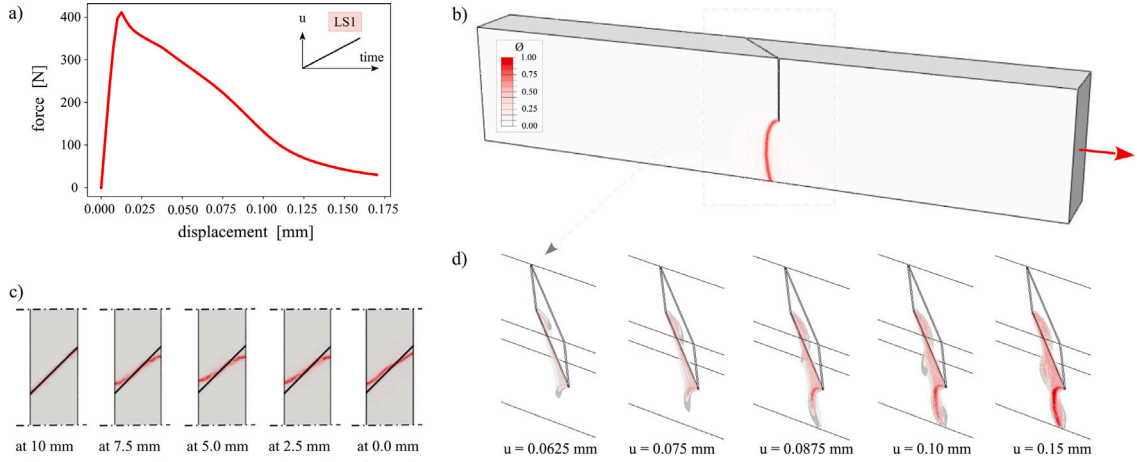 a)
u
LS1
time
400
300
200
100
0
force [N]
0.000 0.025 0.050 0.075 0.100 0.125 0.150 0.175
displacement [mm]
b)
Ø
1.00
0.75
0.50
0.25
0.00
c)
at 10 mm at 7.5 mm at 5.0 mm at 2.5 mm at 0.0 mm
d)
u = 0.0625 mm u = 0.075 mm u = 0.0875 mm u = 0.10 mm u = 0.15 mm